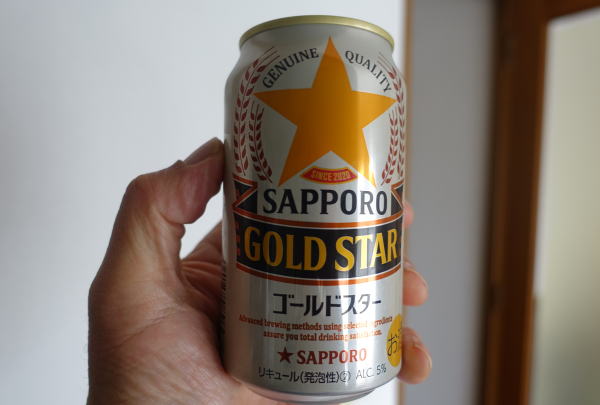 GENUINE QUALITY
SINCE 2020
SAPPORO
GOLD STAR
ゴールドスター
Advanced brewing methods using selected ingredients
assure you total drinking satisfaction.
★SAPPORO
お
リキュール(発泡性)② ALC. 5%